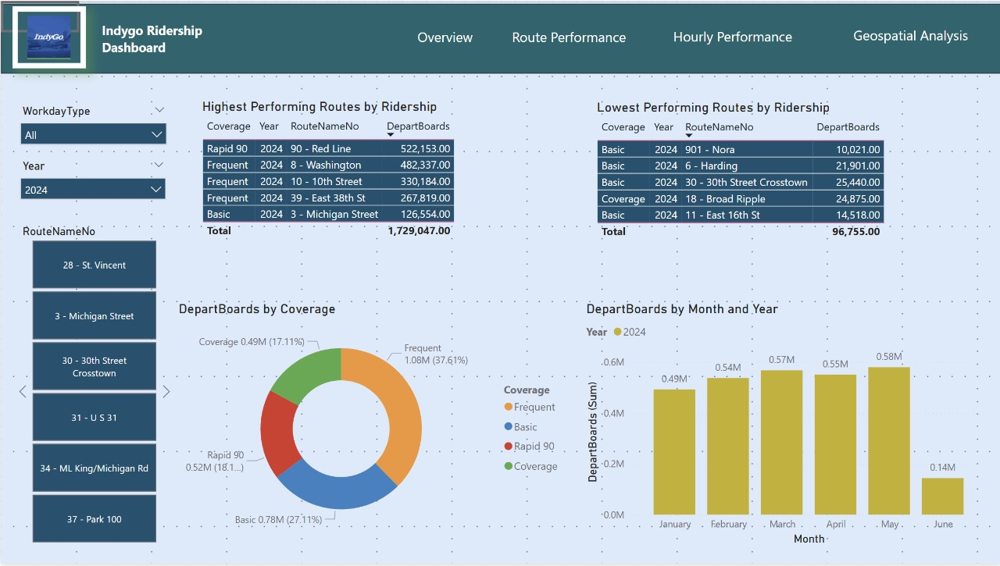 IndyGo
Indygo Ridership
Dashboard
Overview
Route Performance
Hourly Performance
Geospatial Analysis
WorkdayType
All
Year
2024
RouteNameNo
28 - St. Vincent
3 - Michigan Street
30 - 30th Street
Crosstown
31 - U S 31
34 - ML King/Michigan Rd
37 - Park 100
Highest Performing Routes by Ridership
Coverage Year RouteNameNo DepartBoards
Rapid 90 2024 90 - Red Line 522,153.00
Frequent 2024 8 - Washington 482,337.00
Frequent 2024 10 - 10th Street 330,184.00
Frequent 2024 39 - East 38th St 267,819.00
Basic 2024 3 - Michigan Street 126,554.00
Total 1,729,047.00
Lowest Performing Routes by Ridership
Coverage Year RouteNameNo DepartBoards
Basic 2024 901 - Nora 10,021.00
Basic 2024 6 - Harding 21,901.00
Basic 2024 30 - 30th Street Crosstown 25,440.00
Coverage 2024 18 - Broad Ripple 24,875.00
Basic 2024 11 - East 16th St 14,518.00
Total 96,755.00
DepartBoards by Coverage
Coverage 0.49M (17.11%)
Frequent
1.08M (37.61%)
Rapid 90
0.52M (18.1...)
Basic 0.78M (27.11%)
Coverage
Frequent
Basic
Rapid 90
Coverage
DepartBoards by Month and Year
Year 2024
DepartBoards (Sum)
0.6M
0.4M
0.2M
0.0M
0.49M
0.54M
0.57M
0.55M
0.58M
0.14M
January February March April May June
Month